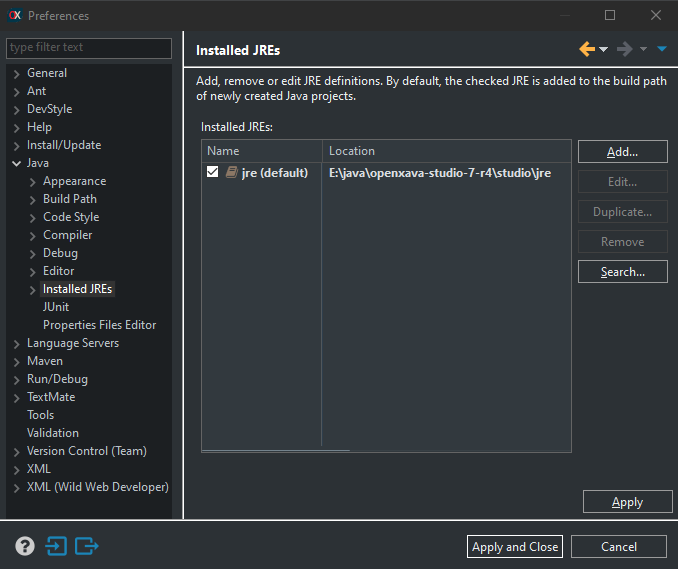 OX Preferences
type filter text
General
Ant
DevStyle
Help
Install/Update
Java
Appearance
Build Path
Code Style
Compiler
Debug
Editor
Installed JREs
JUnit
Properties Files Editor
Language Servers
Maven
Run/Debug
TextMate
Tools
Validation
Version Control (Team)
XML
XML (Wild Web Developer)
Installed JREs
Add, remove or edit JRE definitions. By default, the checked JRE is added to the build path
of newly created Java projects.
Installed JREs:
Name Location
jre (default) E:\java\openxava-studio-7-r4\studio\jre
Add...
Edit...
Duplicate...
Remove
Search...
Apply
? Apply and Close Cancel